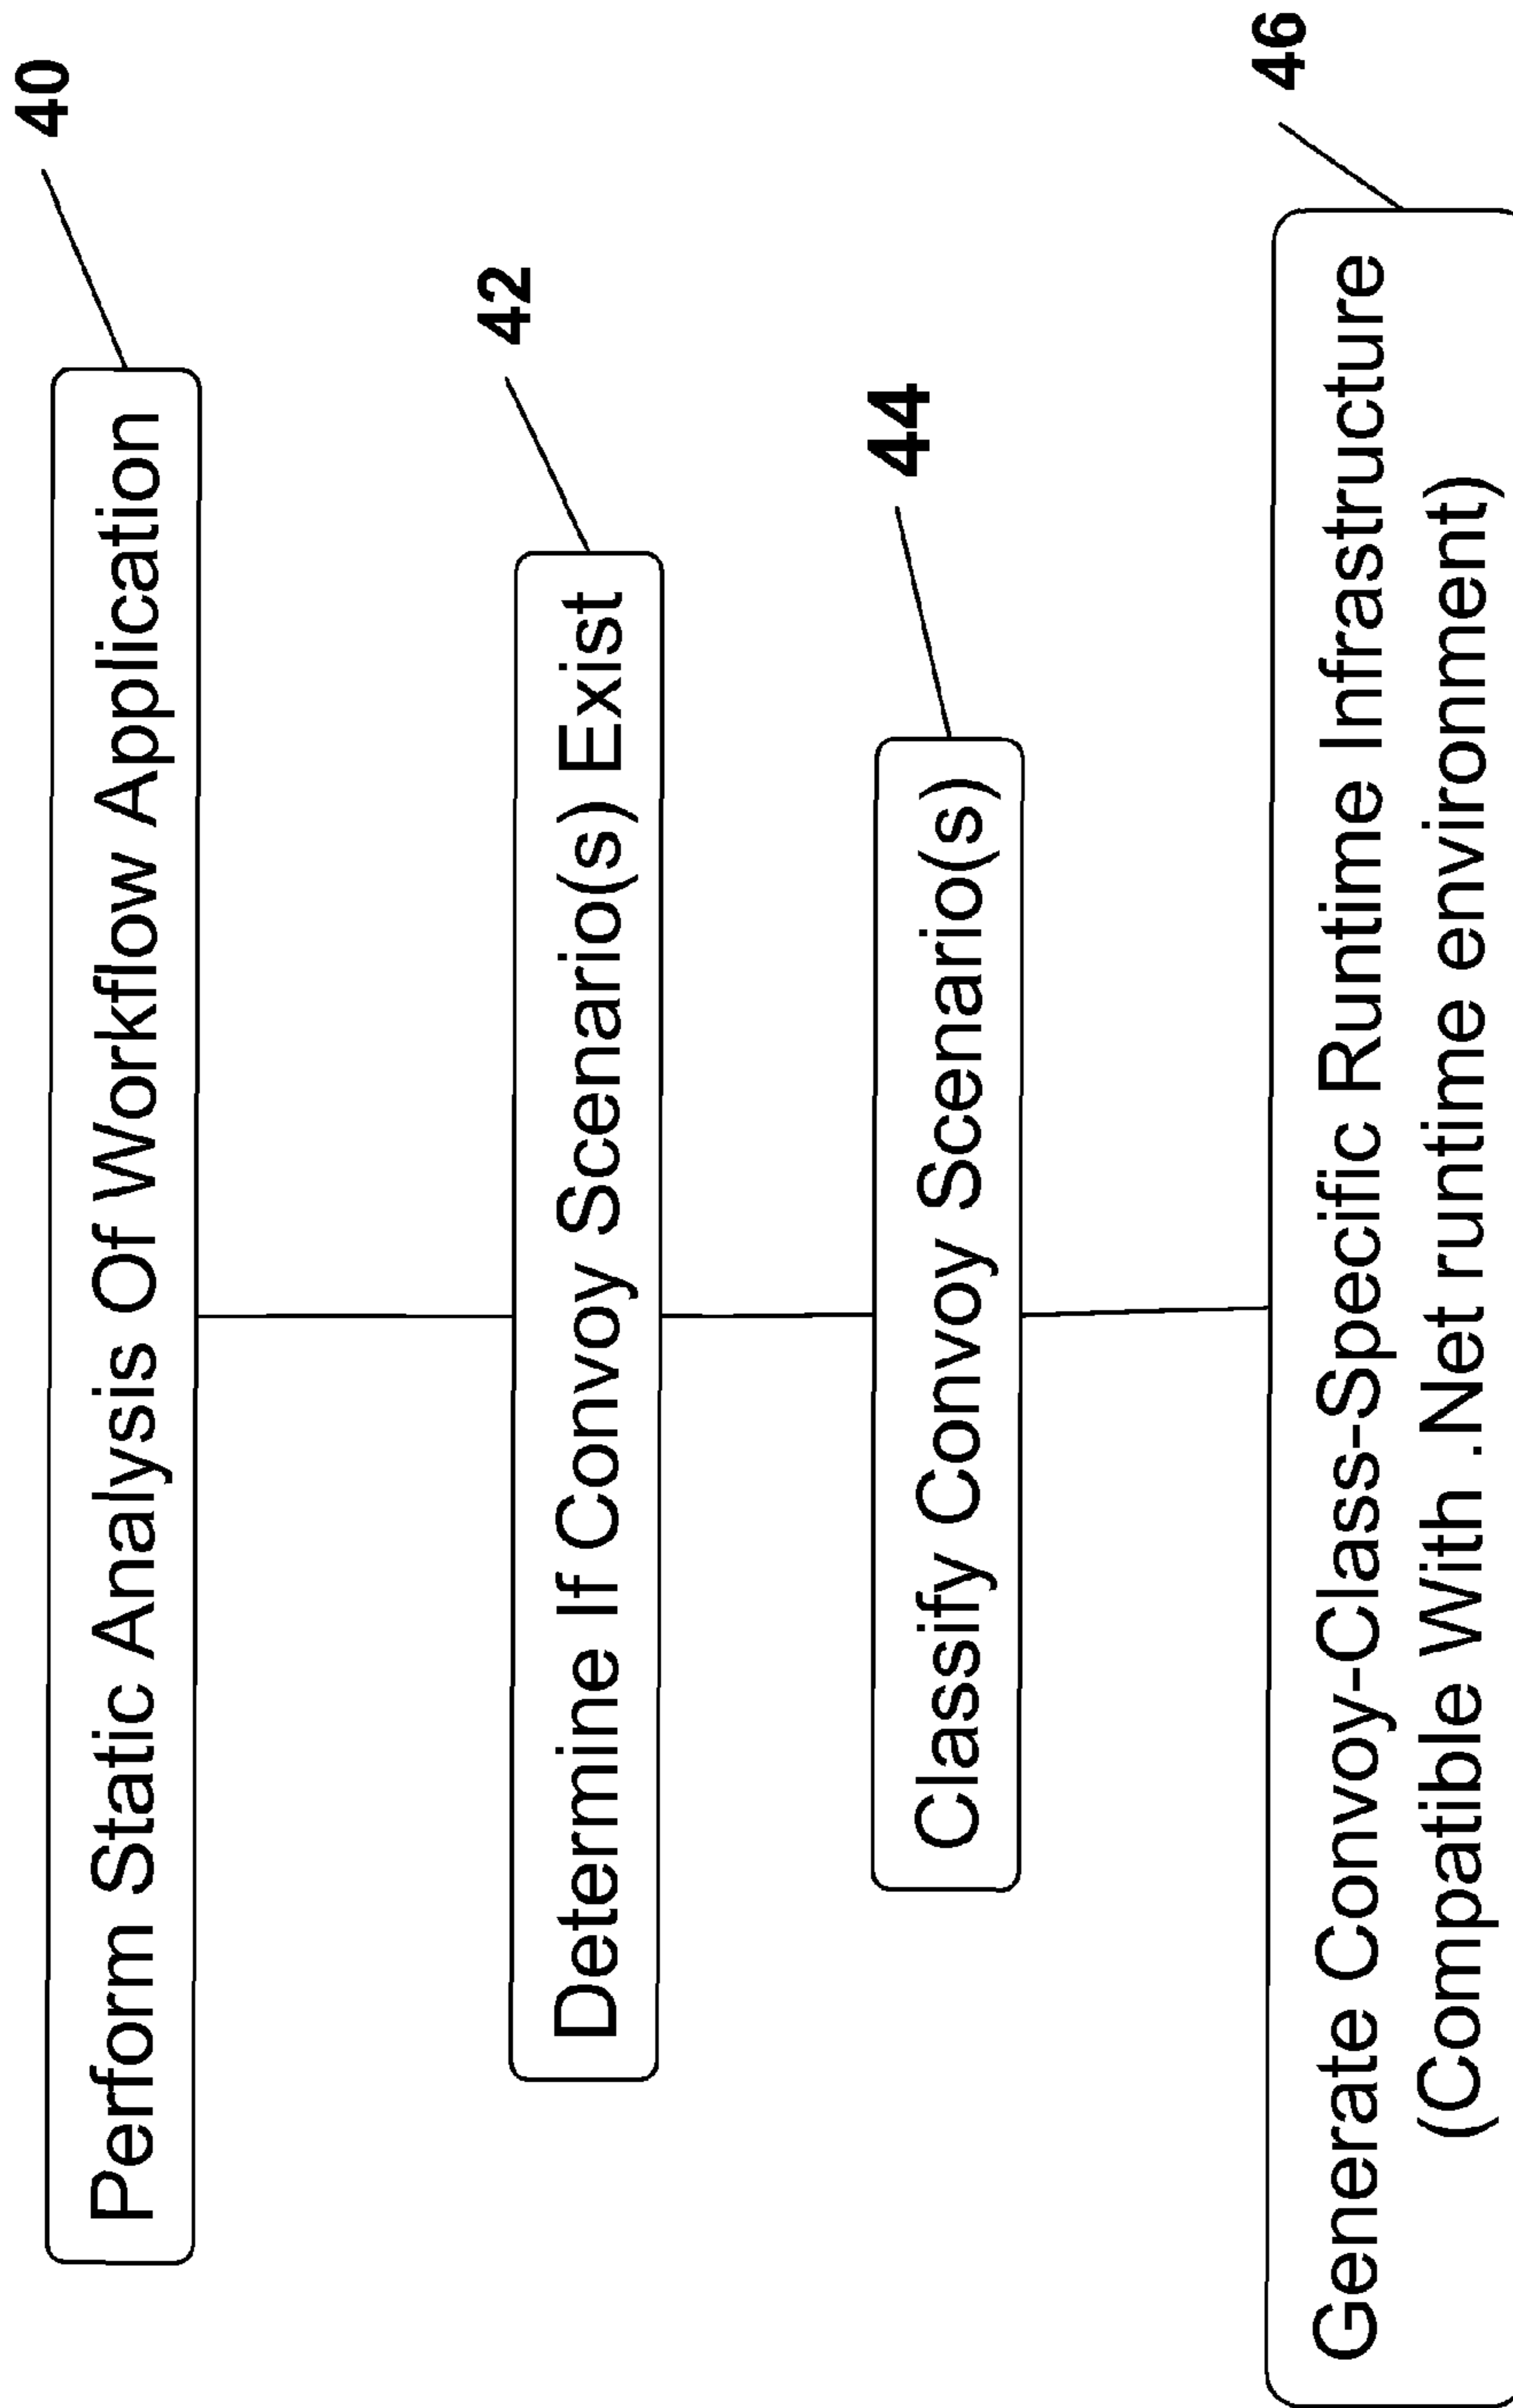 40
Perform Static Analysis Of Workflow Application
42
Determine If Convoy Scenario(s) Exist
44
Classify Convoy Scenario(s)
46
Generate Convoy-Class-Specific Runtime Infrastructure
(Compatible With .Net runtime environment)